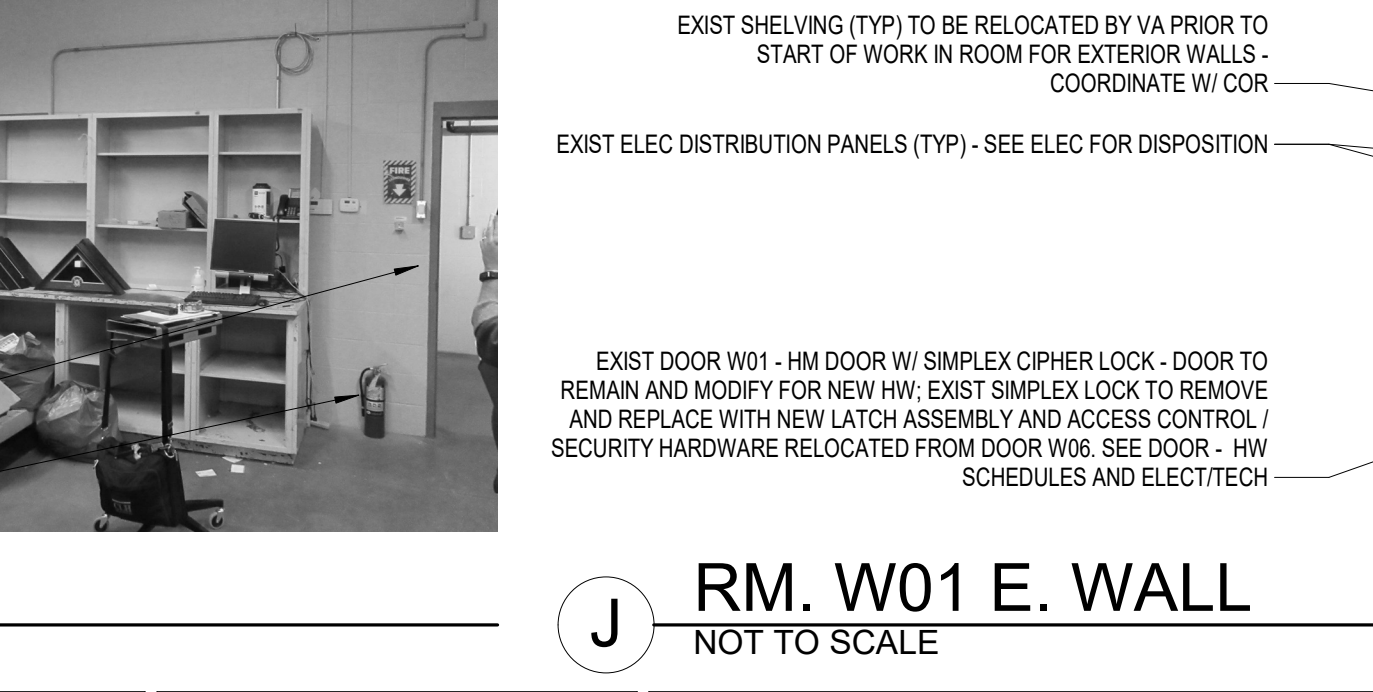 EXIST SHELVING (TYP) TO BE RELOCATED BY VA PRIOR TO
START OF WORK IN ROOM FOR EXTERIOR WALLS -
COORDINATE W/ COR
EXIST ELEC DISTRIBUTION PANELS (TYP) - SEE ELEC FOR DISPOSITION
FIRE
EXIST DOOR W01 - HM DOOR W/ SIMPLEX CIPHER LOCK - DOOR TO
REMAIN AND MODIFY FOR NEW HW; EXIST SIMPLEX LOCK TO REMOVE
AND REPLACE WITH NEW LATCH ASSEMBLY AND ACCESS CONTROL /
SECURITY HARDWARE RELOCATED FROM DOOR W06. SEE DOOR - HW
SCHEDULES AND ELECT/TECH
J
RM. W01 E. WALL
NOT TO SCALE